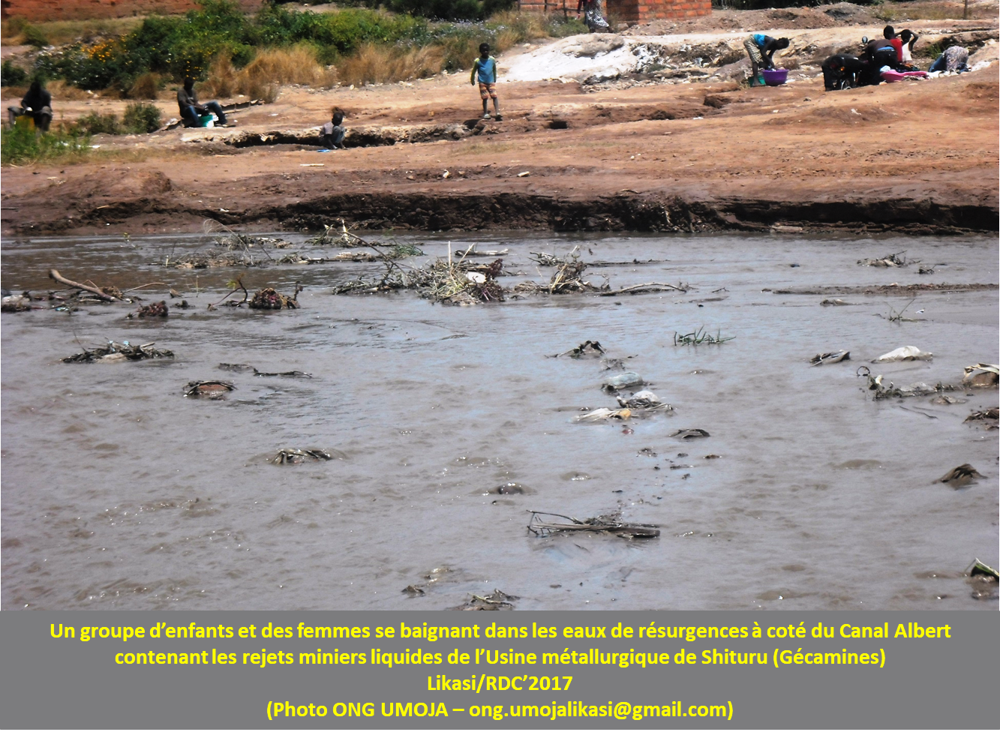 Un groupe d’enfants et des femmes se baignant dans les eaux de résurgences à coté du Canal Albert
contenant les rejets miniers liquides de l’Usine métallurgique de Shituru (Gécamines)
Likasi/RDC’2017
(Photo ONG UMOJA – ong.umojalikasi@gmail.com)